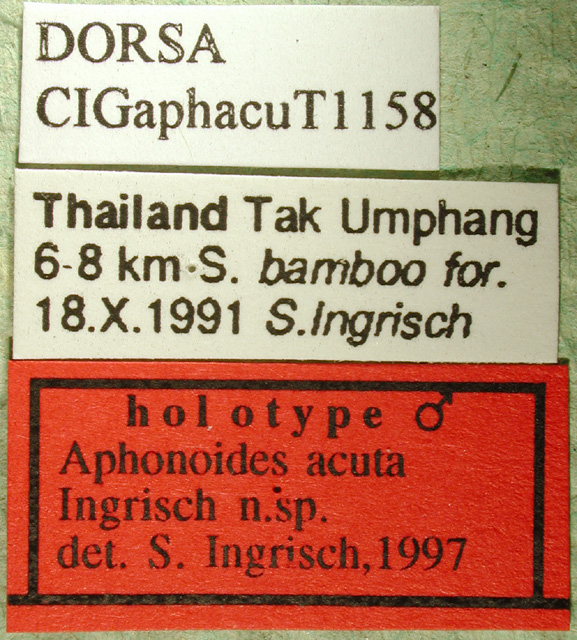 DORSA
CIGaphacuT1158
Thailand Tak Umphang
6-8 km S. bamboo for.
18.X.1991 S.Ingrisch
holotype ♂
Aphonoides acuta
Ingrisch n.sp.
det. S. Ingrisch,1997